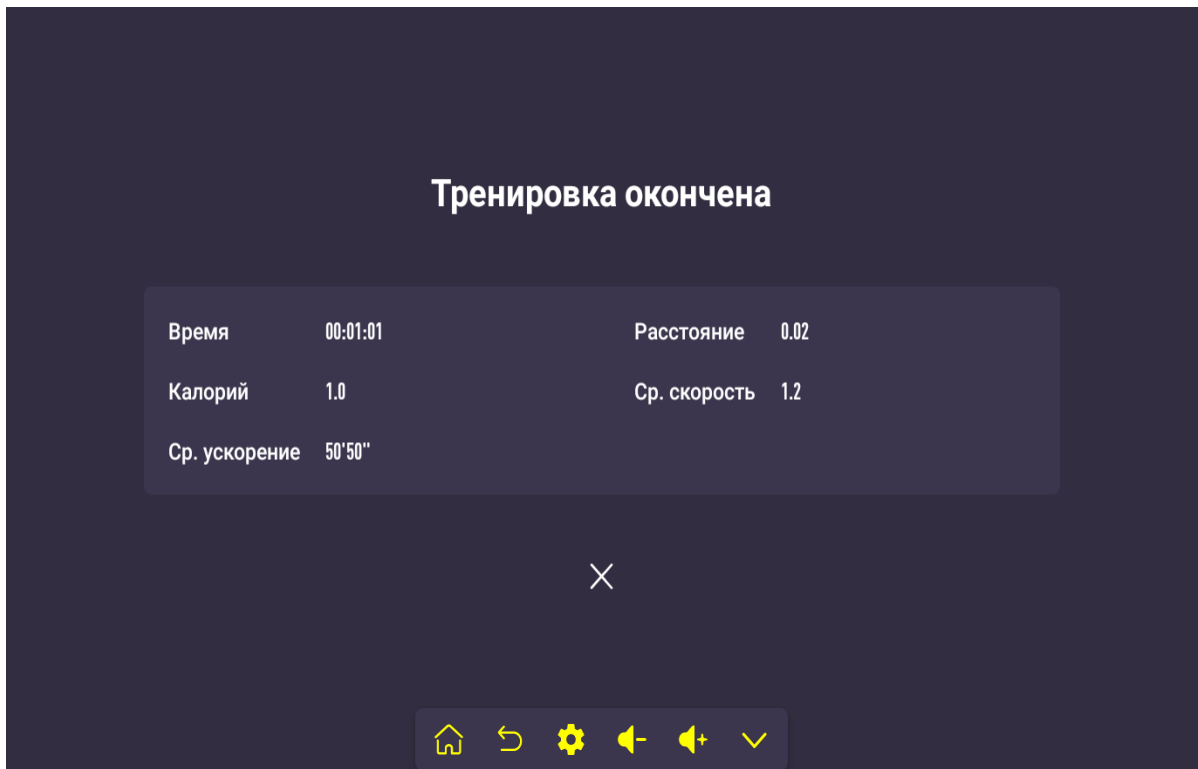 Тренировка окончена
Время 00:01:01 Расстояние 0.02
Калорий 1.0 Ср. скорость 1.2
Ср. ускорение 50'50"